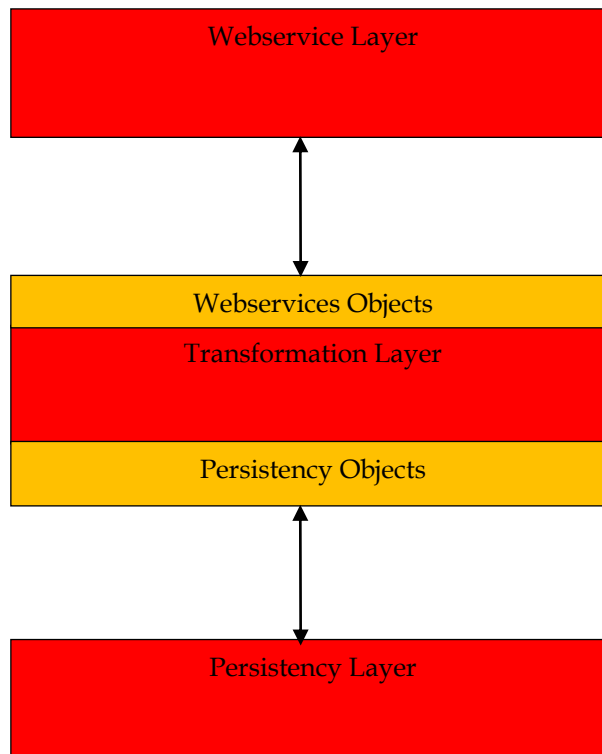 Webservice Layer
Webservices Objects
Transformation Layer
Persistency Objects
Persistency Layer